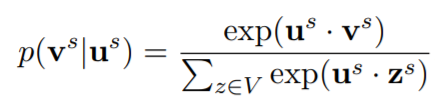 p(v^s|u^s) = exp(u^s · v^s) / ∑_{z∈V} exp(u^s · z^s)